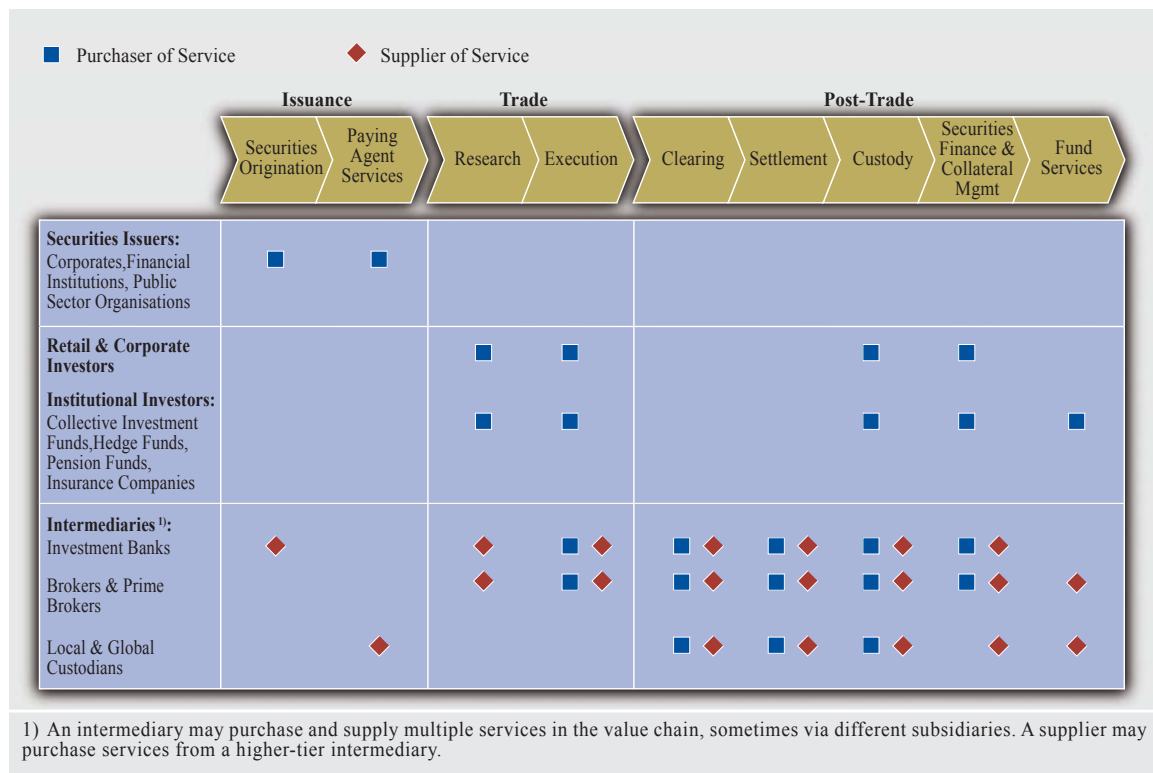 Purchaser of Service
Supplier of Service
Issuance
Trade
Post-Trade
Securities
Origination
Paying
Agent
Services
Research
Execution
Clearing
Settlement
Custody
Securities
Finance &
Collateral
Mgmt
Fund
Services
Securities Issuers:
Corporates,Financial
Institutions, Public
Sector Organisations
Retail & Corporate
Investors
Institutional Investors:
Collective Investment
Funds,Hedge Funds,
Pension Funds,
Insurance Companies
Intermediaries 1):
Investment Banks
Brokers & Prime
Brokers
Local & Global
Custodians
1) An intermediary may purchase and supply multiple services in the value chain, sometimes via different subsidiaries. A supplier may
purchase services from a higher-tier intermediary.